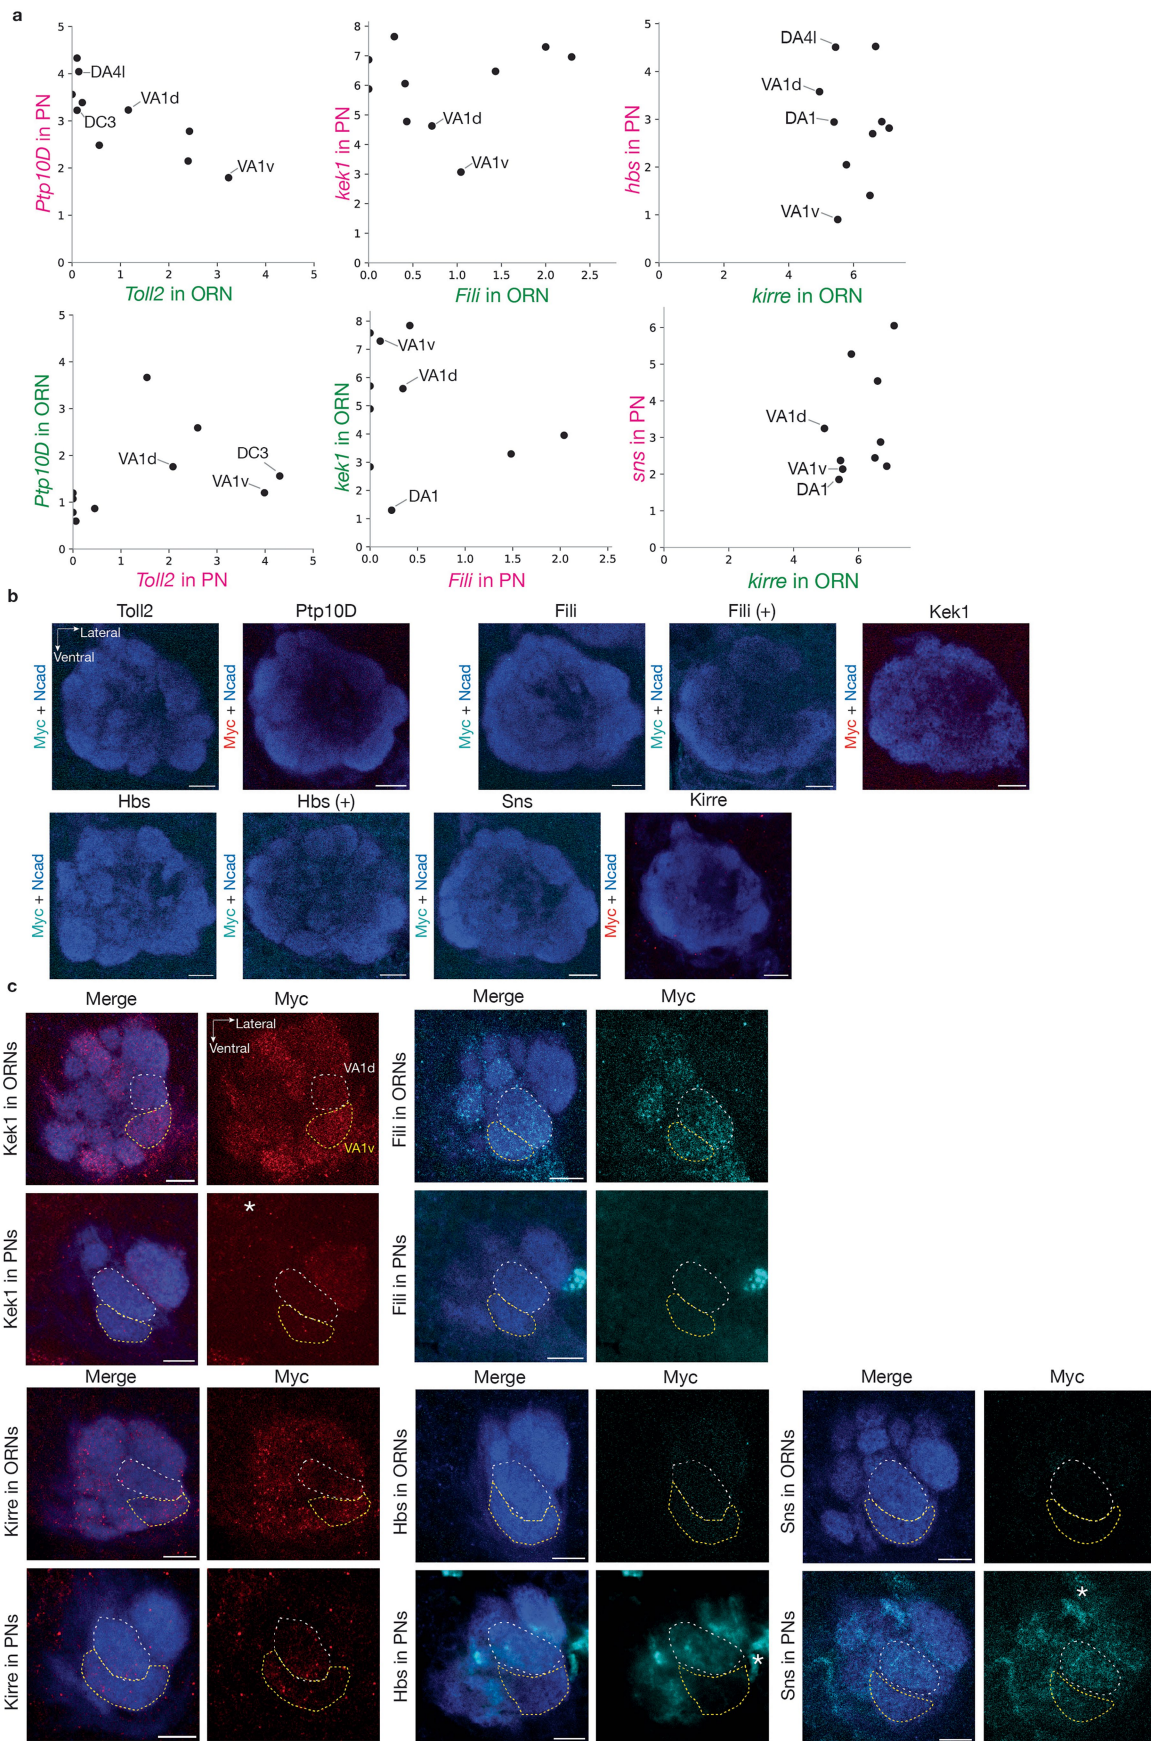 a
5
4
3
2
1
0
0
1
2
3
4
5
DA4l
DC3
VA1d
VA1v
Ptp10D in PN
Toll2 in ORN
8
7
6
5
4
3
2
1
0
0.0
0.5
1.0
1.5
2.0
2.5
VA1d
VA1v
kek1 in PN
Fili in ORN
5
4
3
2
1
0
0
2
4
6
DA4l
VA1d
DA1
VA1v
hbs in PN
kirre in ORN
5
4
3
2
1
0
0
1
2
3
4
5
VA1d
DC3
VA1v
Ptp10D in ORN
Toll2 in PN
8
7
6
5
4
3
2
1
0
0.0
0.5
1.0
1.5
2.0
2.5
VA1v
VA1d
DA1
kek1 in ORN
Fili in PN
6
5
4
3
2
1
0
0
2
4
6
VA1d
VA1v
DA1
sns in PN
kirre in ORN
b
Toll2
Ptp10D
Fili
Fili (+)
Kek1
Lateral
Ventral
Myc + Ncad
Myc + Ncad
Myc + Ncad
Myc + Ncad
Myc + Ncad
Hbs
Hbs (+)
Sns
Kirre
Myc + Ncad
Myc + Ncad
Myc + Ncad
Myc + Ncad
c
Merge
Myc
Merge
Myc
Kek1 in ORNs
Lateral
Ventral
VA1d
VA1v
Fili in ORNs
Kek1 in PNs
*
Fili in PNs
Merge
Myc
Merge
Myc
Merge
Myc
Kirre in ORNs
Hbs in ORNs
Sns in ORNs
Kirre in PNs
Hbs in PNs
*
Sns in PNs
*